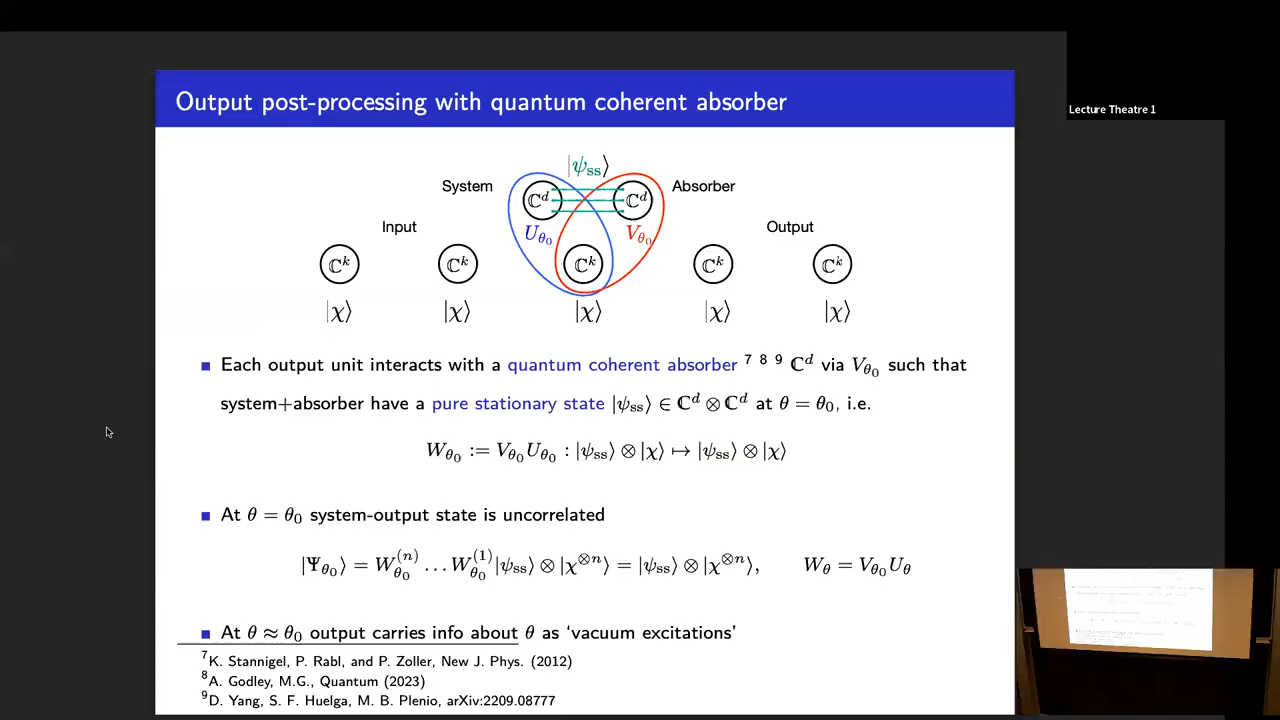 Output post-processing with quantum coherent absorber
Lecture Theatre 1
|ψss⟩
System ℂᵈ ℂᵈ Absorber
Input Uθ₀ Vθ₀ Output
ℂᵏ ℂᵏ ℂᵏ ℂᵏ ℂᵏ
|χ⟩ |χ⟩ |χ⟩ |χ⟩ |χ⟩
■ Each output unit interacts with a quantum coherent absorber ⁷ ⁸ ⁹ ℂᵈ via Vθ₀ such that
system+absorber have a pure stationary state |ψss⟩ ∈ ℂᵈ ⊗ ℂᵈ at θ = θ₀, i.e.
Wθ₀ := Vθ₀Uθ₀ : |ψss⟩ ⊗ |χ⟩ ↦ |ψss⟩ ⊗ |χ⟩
■ At θ = θ₀ system-output state is uncorrelated
|Ψθ₀⟩ = Wθ₀⁽ⁿ⁾ … Wθ₀⁽¹⁾|ψss⟩ ⊗ |χ^⊗n⟩ = |ψss⟩ ⊗ |χ^⊗n⟩, Wθ = Vθ₀Uθ
■ At θ ≈ θ₀ output carries info about θ as ‘vacuum excitations’
⁷K. Stannigel, P. Rabl, and P. Zoller, New J. Phys. (2012)
⁸A. Godley, M.G., Quantum (2023)
⁹D. Yang, S. F. Huelga, M. B. Plenio, arXiv:2209.08777